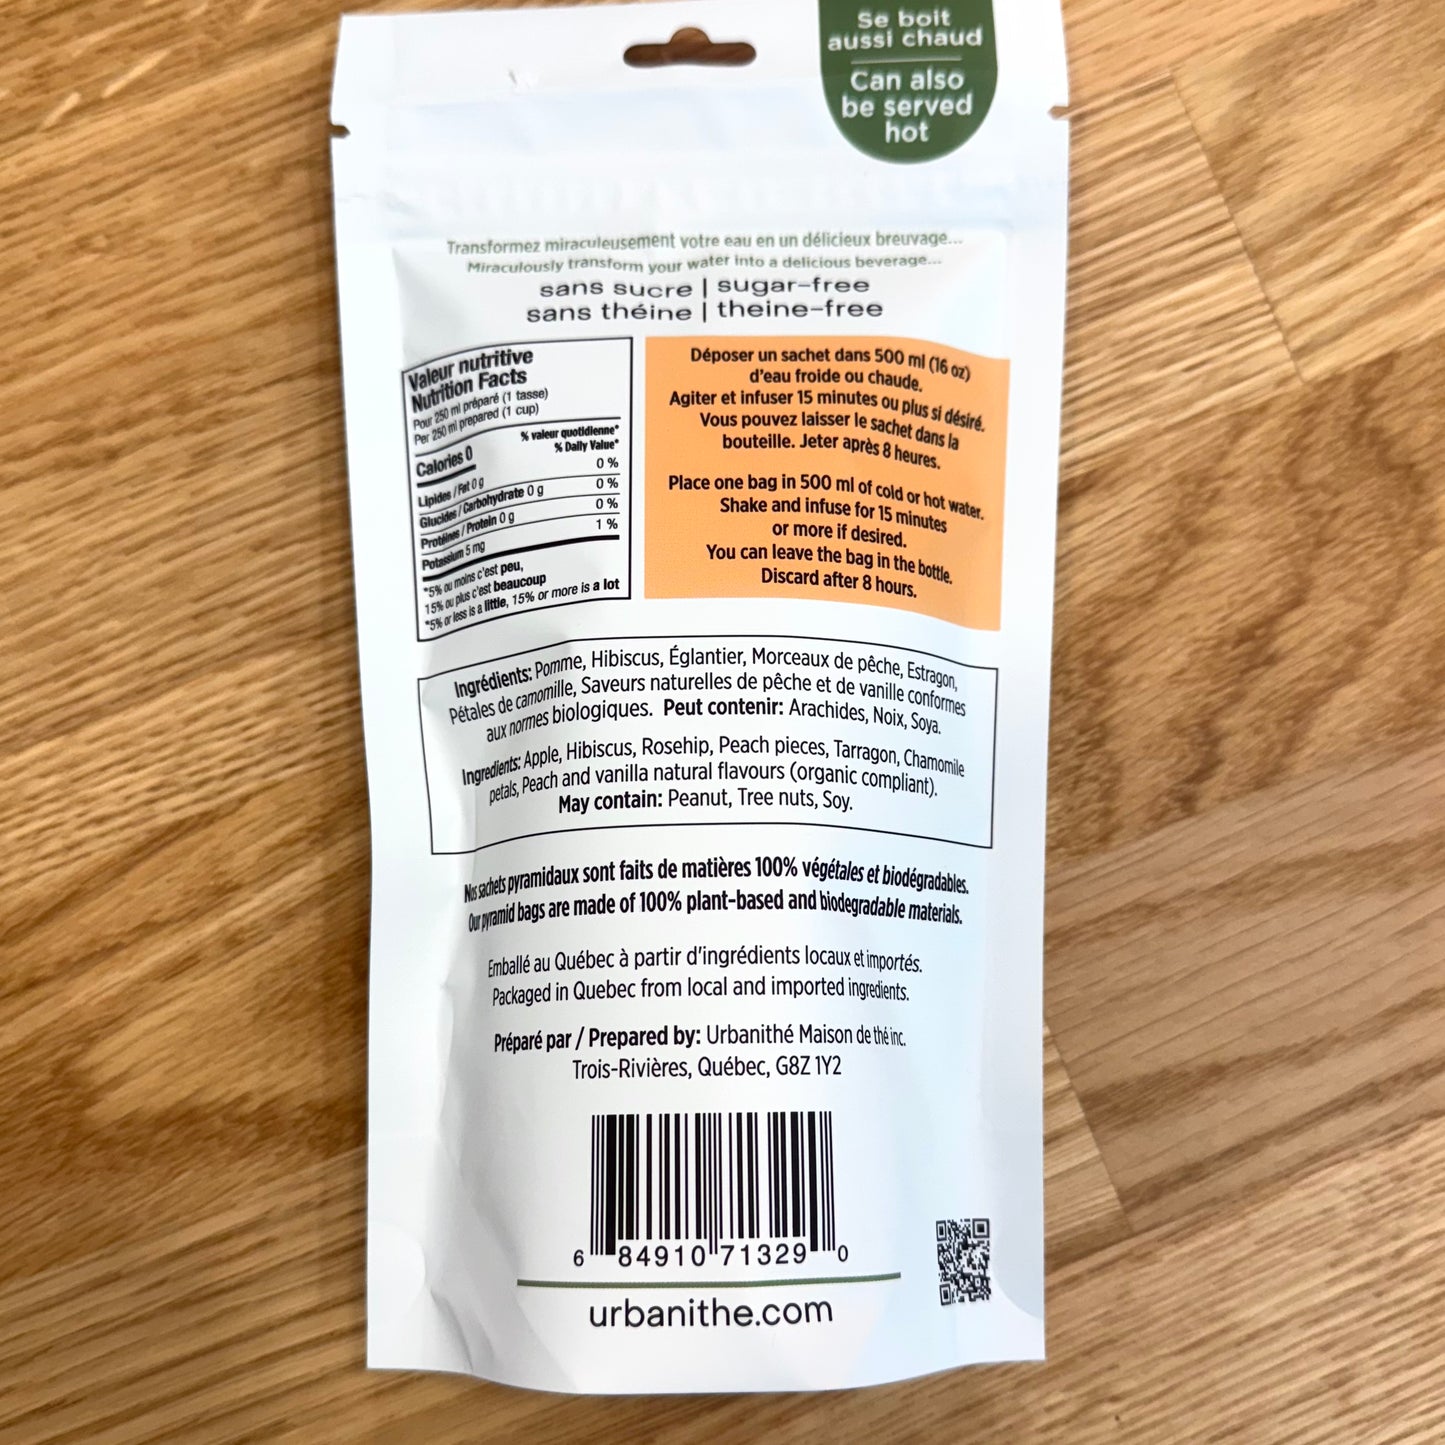 Se boit
aussi chaud
Can also
be served
hot
Transformez miraculeusement votre eau en un délicieux breuvage...
Miraculously transform your water into a delicious beverage...
sans sucre | sugar-free
sans théine | theine-free
Valeur nutritive
Nutrition Facts
Pour 250 ml préparé (1 tasse)
Per 250 ml prepared (1 cup)
% valeur quotidienne*
% Daily Value*
Calories 0
Lipides / Fat 0 g 0 %
Glucides / Carbohydrate 0 g 0 %
Protéines / Protein 0 g 0 %
Potassium 5 mg 1 %
*5% ou moins c'est peu,
15% ou plus c'est beaucoup
*5% or less is a little, 15% or more is a lot
Déposer un sachet dans 500 ml (16 oz)
d'eau froide ou chaude.
Agiter et infuser 15 minutes ou plus si désiré.
Vous pouvez laisser le sachet dans la
bouteille. Jeter après 8 heures.
Place one bag in 500 ml of cold or hot water.
Shake and infuse for 15 minutes
or more if desired.
You can leave the bag in the bottle.
Discard after 8 hours.
Ingrédients: Pomme, Hibiscus, Églantier, Morceaux de pêche, Estragon,
Pétales de camomille, Saveurs naturelles de pêche et de vanille conformes
aux normes biologiques. Peut contenir: Arachides, Noix, Soya.
Ingredients: Apple, Hibiscus, Rosehip, Peach pieces, Tarragon, Chamomile
petals, Peach and vanilla natural flavours (organic compliant).
May contain: Peanut, Tree nuts, Soy.
Nos sachets pyramidaux sont faits de matières 100% végétales et biodégradables.
Our pyramid bags are made of 100% plant-based and biodegradable materials.
Emballé au Québec à partir d'ingrédients locaux et importés.
Packaged in Quebec from local and imported ingredients.
Préparé par / Prepared by: Urbanithé Maison de thé inc.
Trois-Rivières, Québec, G8Z 1Y2
6 84910 71329 0
urbanithe.com